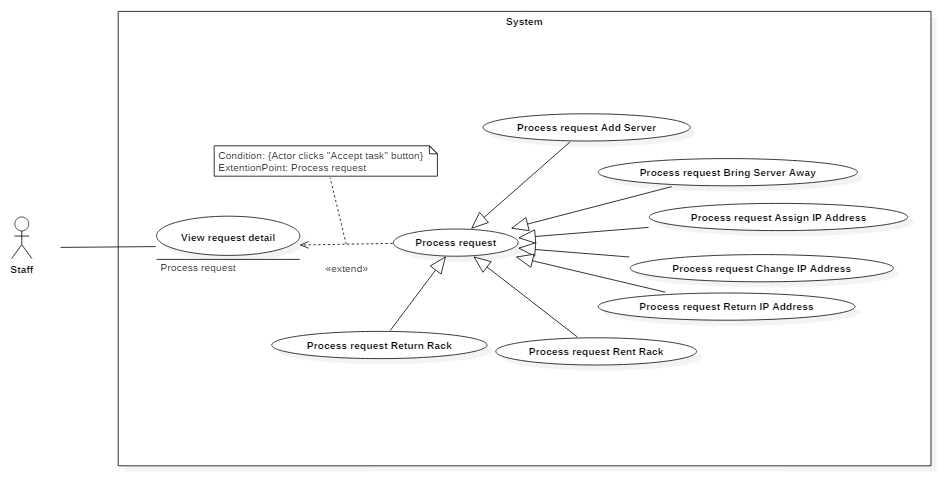 System
Process request Add Server
Condition: {Actor clicks "Accept task" button}
ExtentionPoint: Process request
Process request Bring Server Away
Process request Assign IP Address
View request detail
Process request
Process request
«extend»
Staff
Process request Change IP Address
Process request Return IP Address
Process request Return Rack
Process request Rent Rack